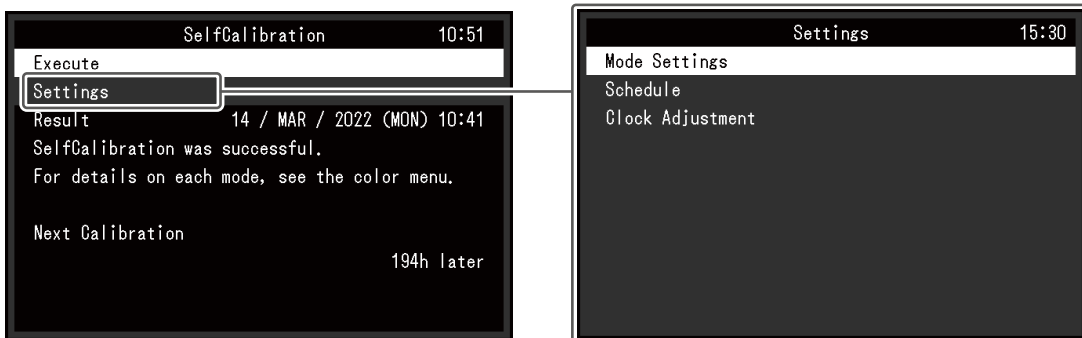 SelfCalibration 10:51
Execute
Settings
Result 14 / MAR / 2022 (MON) 10:41
SelfCalibration was successful.
For details on each mode, see the color menu.
Next Calibration
194h later
Settings 15:30
Mode Settings
Schedule
Clock Adjustment